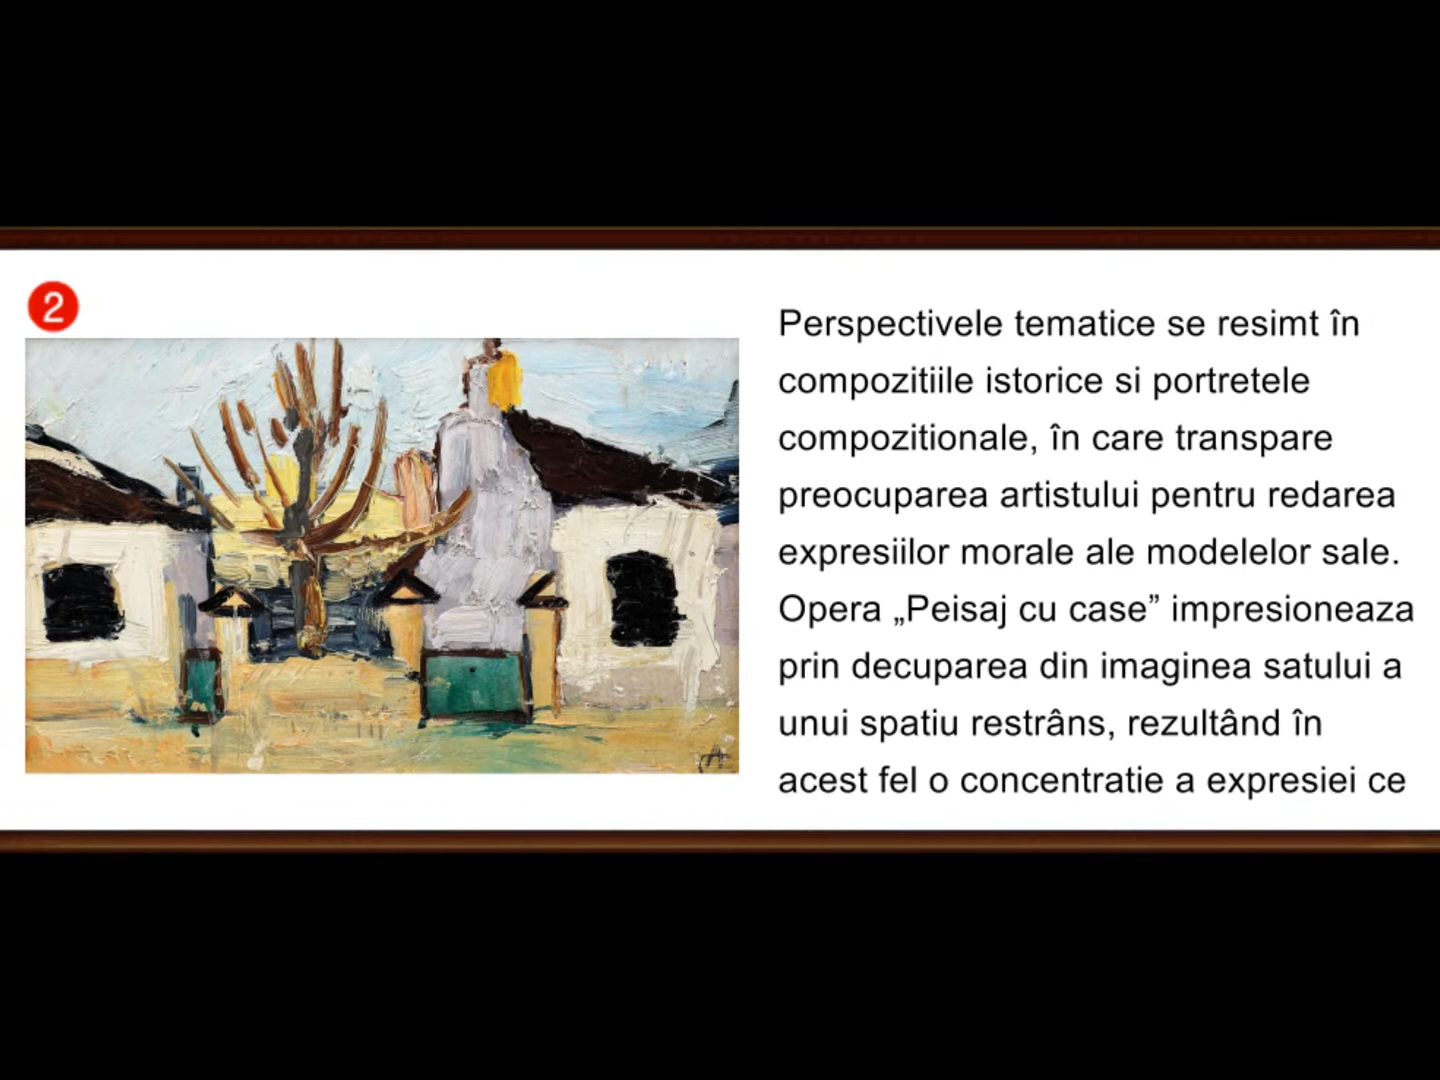 2
Perspectivele tematice se resimt în
compozitiile istorice si portretele
compozitionale, în care transpare
preocuparea artistului pentru redarea
expresiilor morale ale modelelor sale.
Opera „Peisaj cu case” impresioneaza
prin decuparea din imaginea satului a
unui spatiu restrâns, rezultând în
acest fel o concentratie a expresiei ce